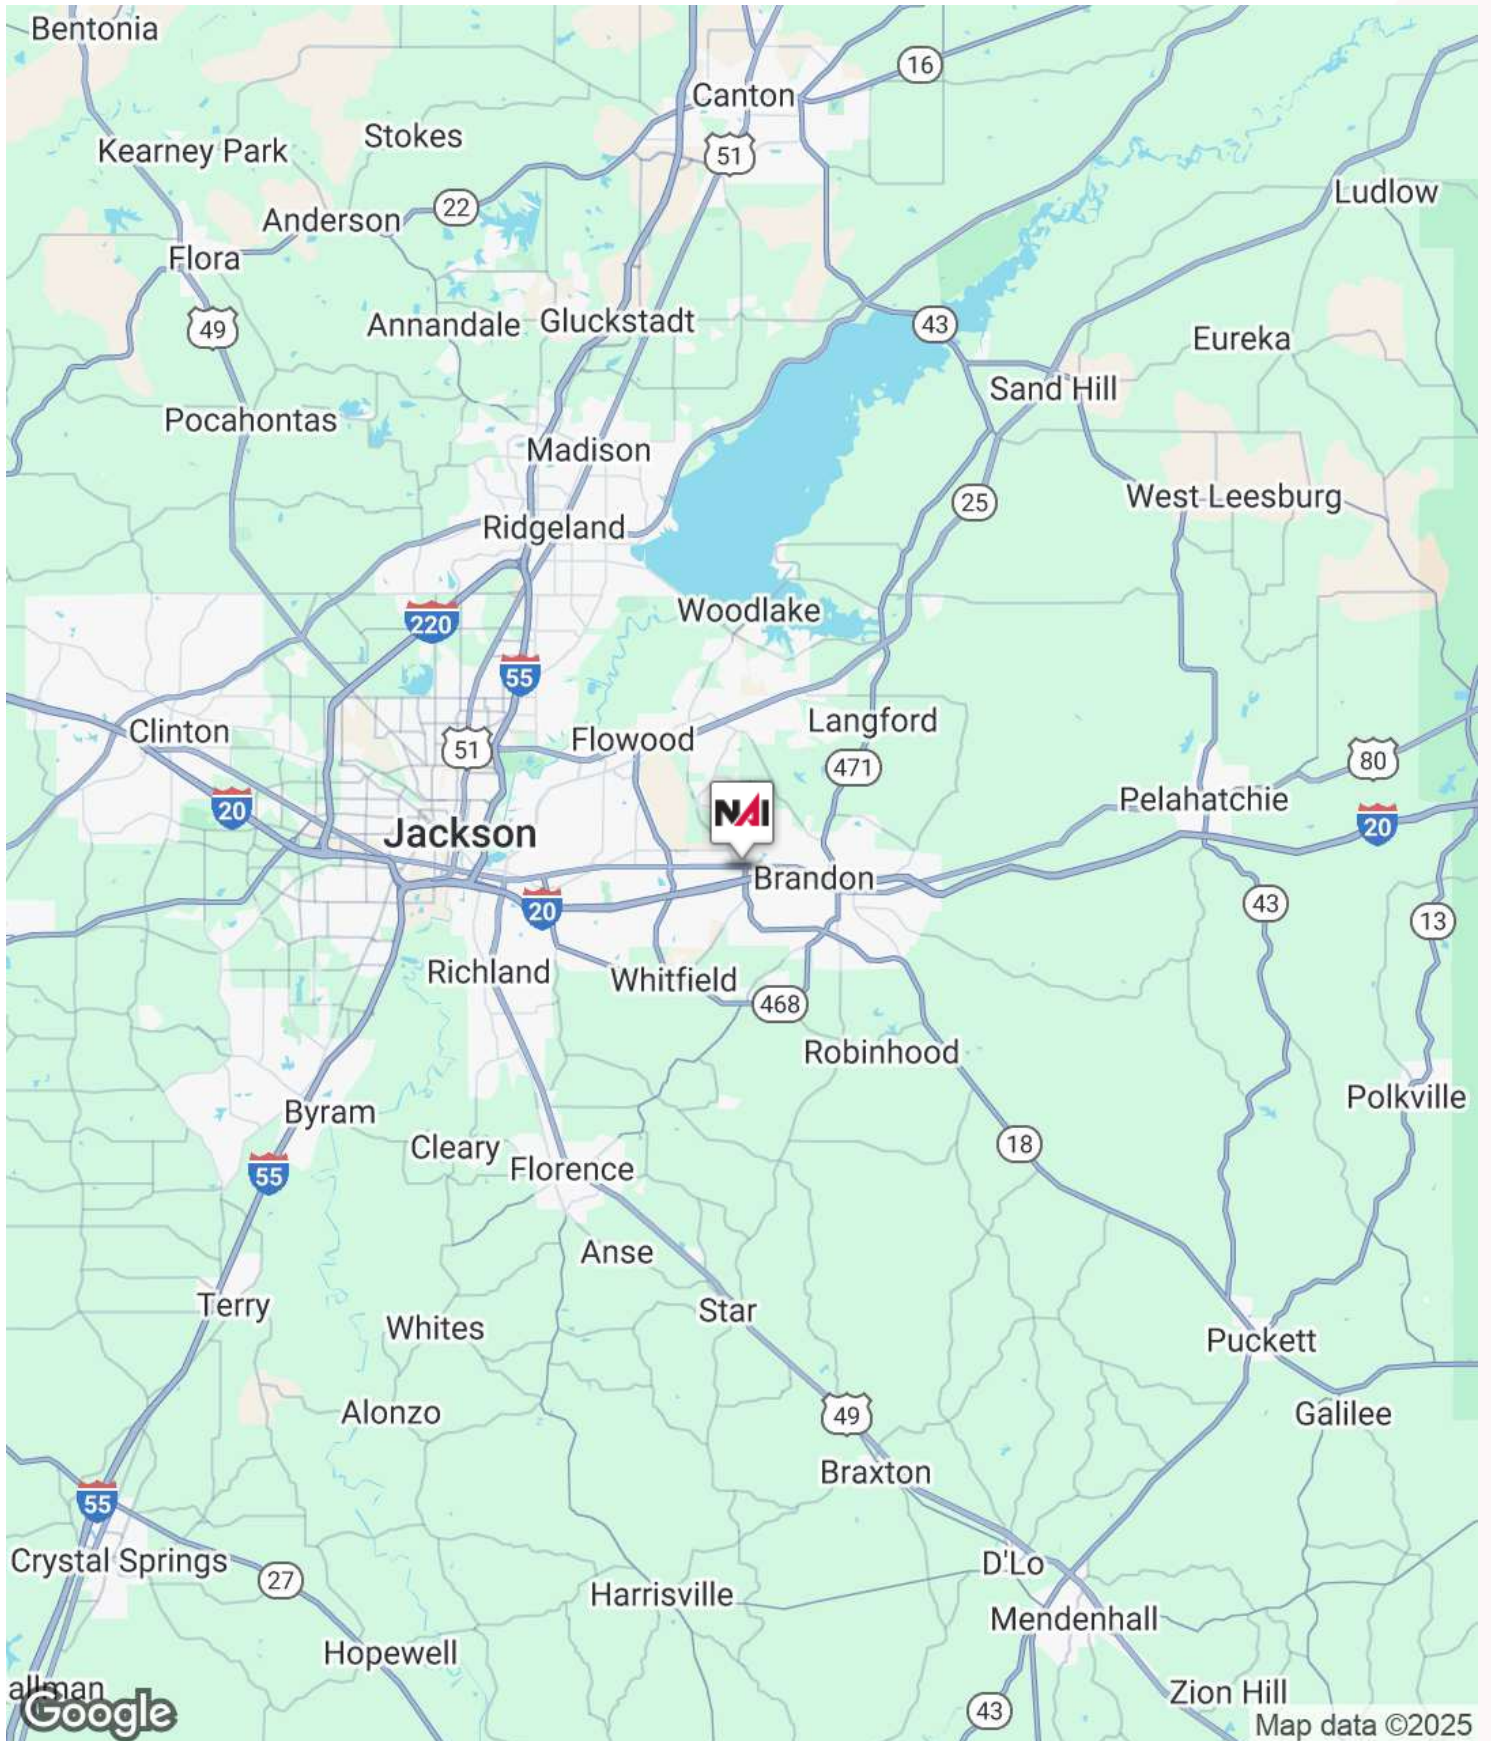 Bentonia
16
Canton
Stokes
Kearney Park
51
Ludlow
22
Anderson
Flora
49
Annandale
Gluckstadt
43
Eureka
Sand Hill
Pocahontas
Madison
West Leesburg
25
Ridgeland
Woodlake
220
55
Langford
Clinton
51
Flowood
471
80
Pelahatchie
20
NAI
20
Jackson
Brandon
20
43
13
Richland
Whitfield
468
Robinhood
Polkville
Byram
18
Cleary
Florence
55
Anse
Terry
Star
Whites
Puckett
Alonzo
49
Galilee
Braxton
55
Crystal Springs
D'Lo
27
Harrisville
Mendenhall
Hopewell
allman
Zion Hill
43
Google
Map data ©2025